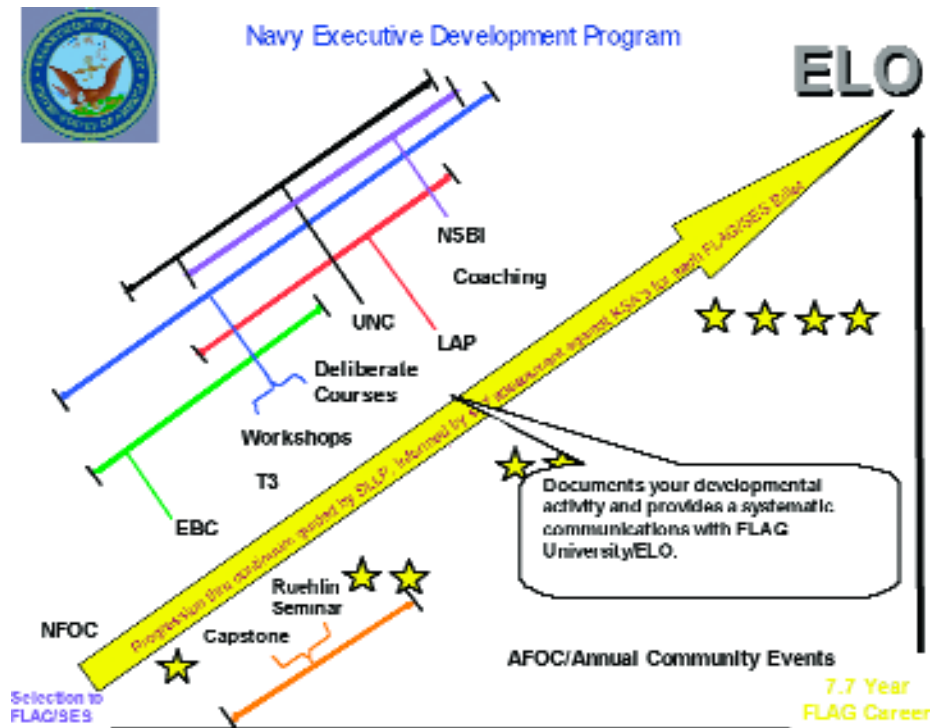 Navy Executive Development Program
ELO
NSBI
Coaching
UNC
LAP
Deliberate
Courses
Workshops
T3
EBC
Progression thru continuum guided by SLLP, informed by self assessment against KSA's for each FLAG/SES Billet
Documents your developmental
activity and provides a systematic
communications with FLAG
University/ELO.
Ruehlin
Seminar
Capstone
NFOC
AFOC/Annual Community Events
Selection to
FLAG/SES
7.7 Year
FLAG Career